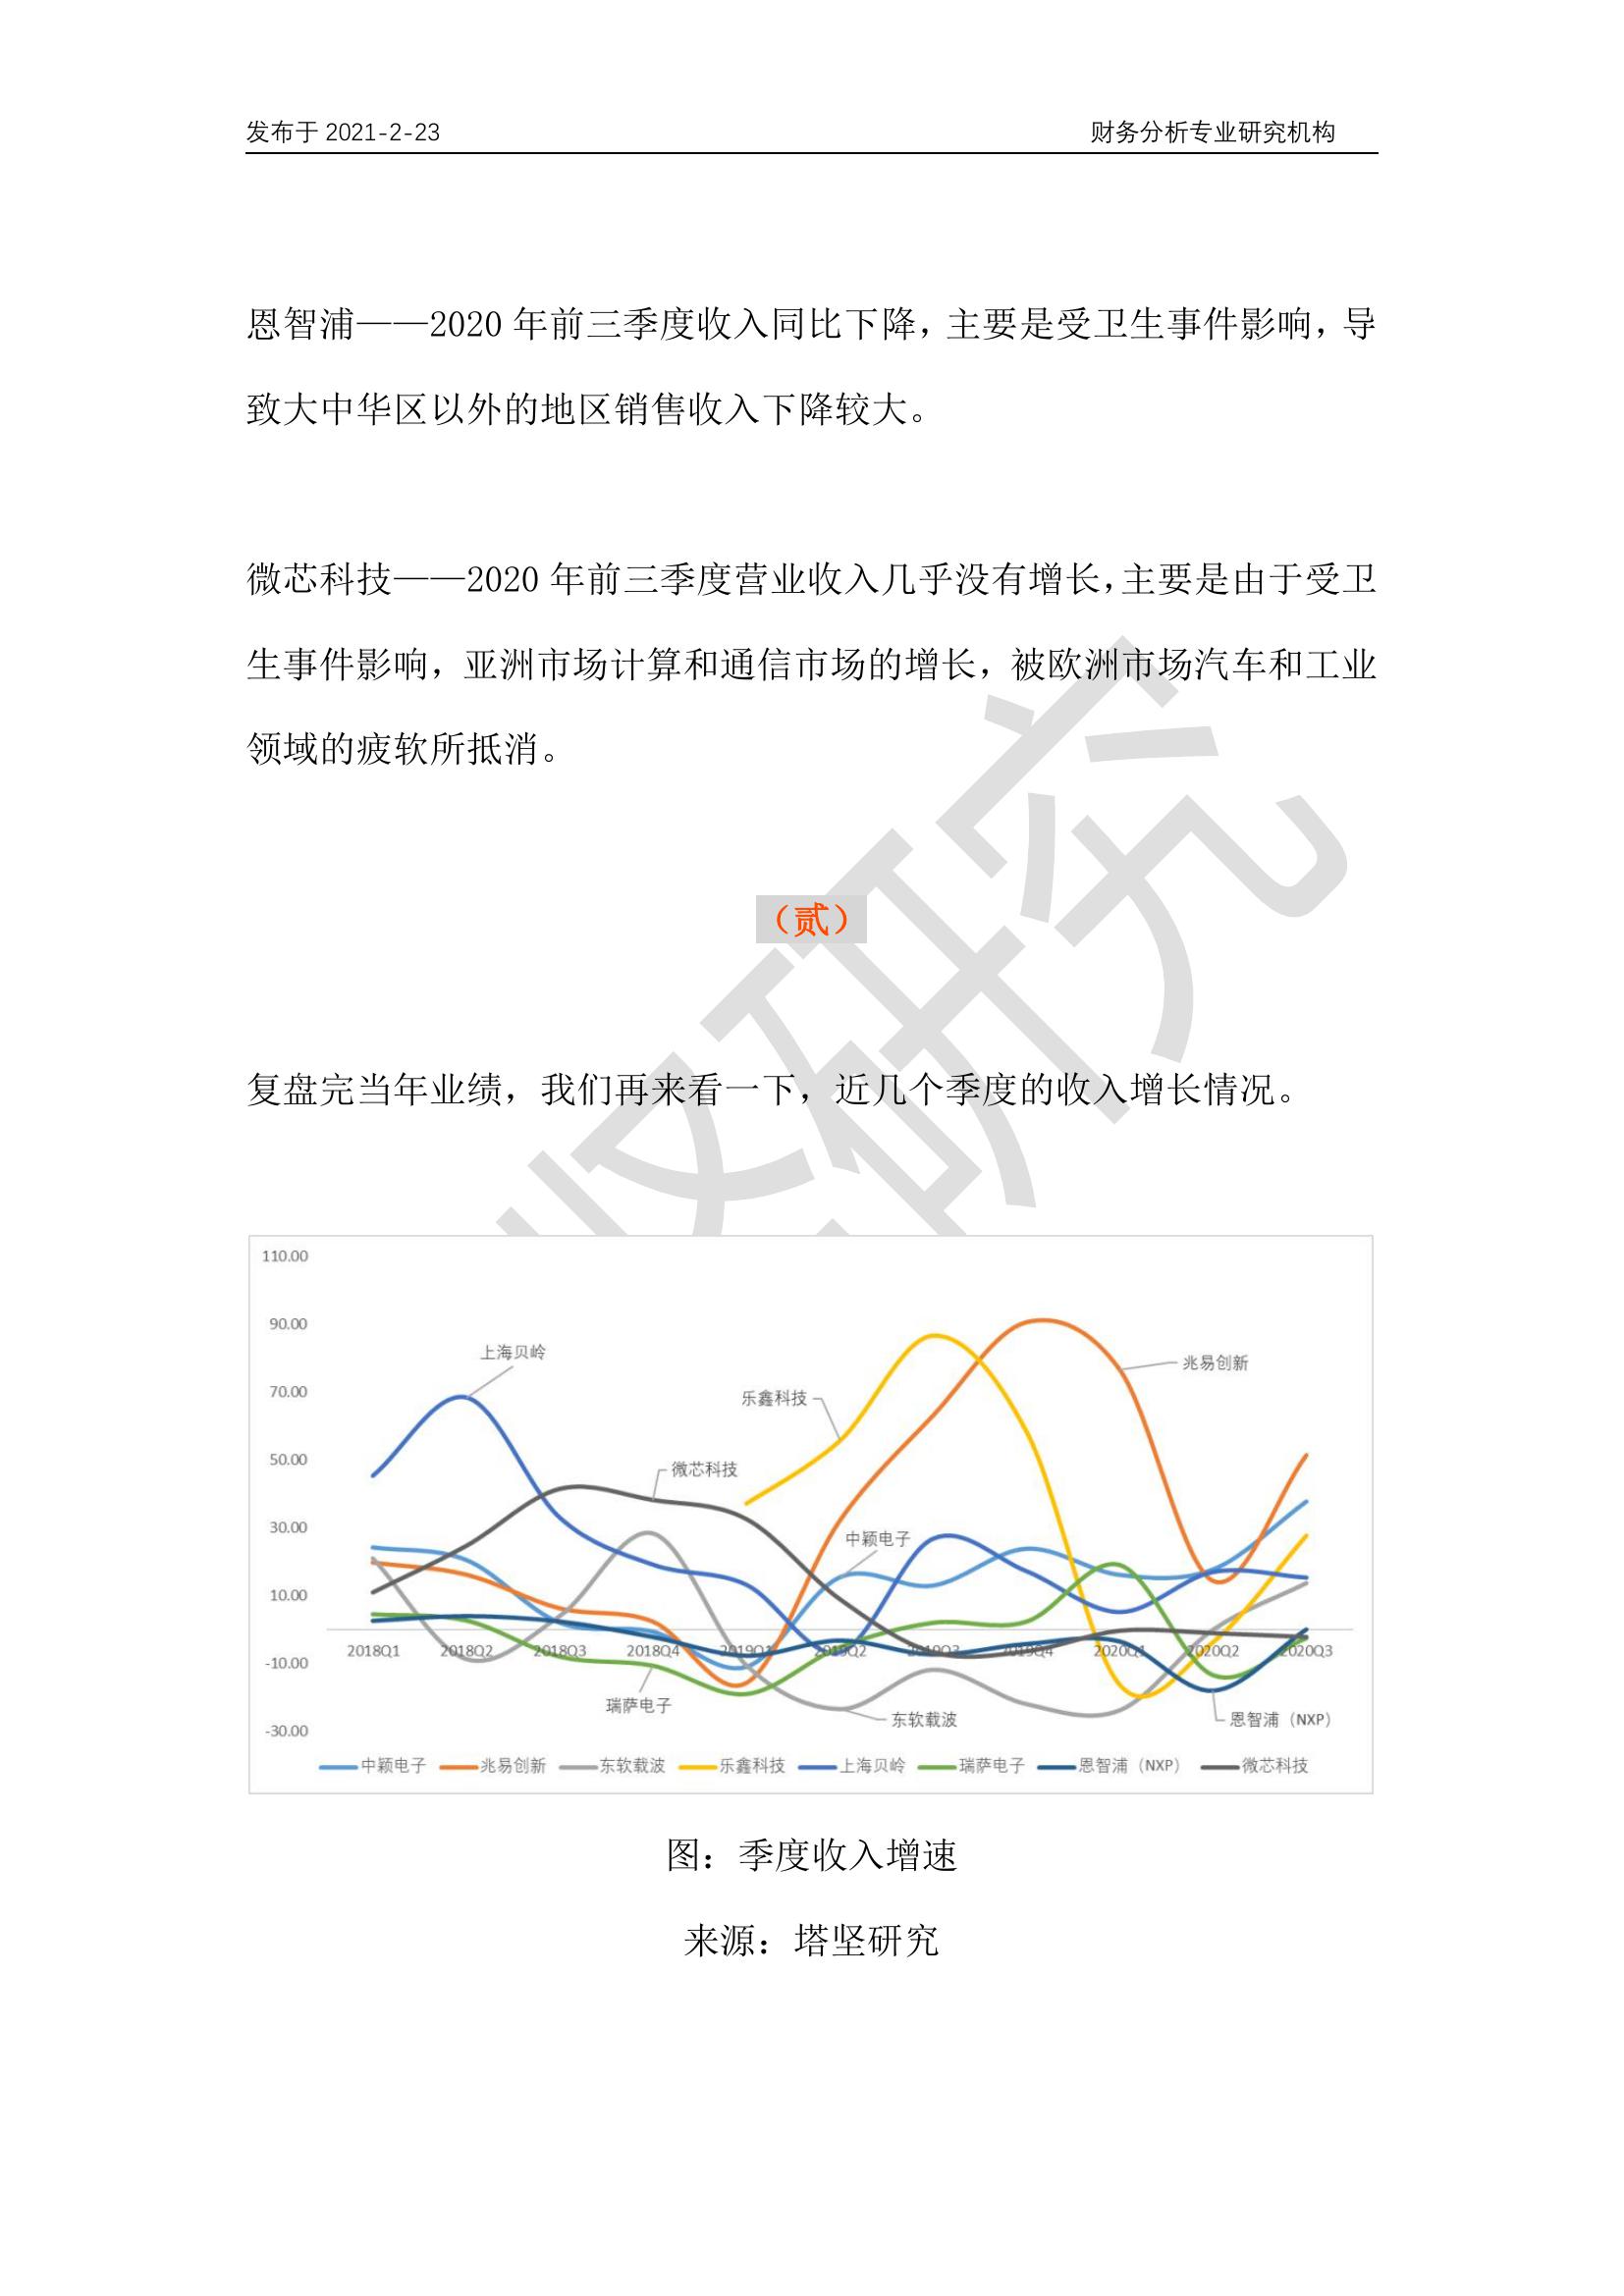 发布于 2021-2-23 财务分析专业研究机构
恩智浦——2020 年前三季度收入同比下降，主要是受卫生事件影响，导
致大中华区以外的地区销售收入下降较大。
微芯科技——2020 年前三季度营业收入几乎没有增长，主要是由于受卫
生事件影响，亚洲市场计算和通信市场的增长，被欧洲市场汽车和工业
领域的疲软所抵消。
（贰）
复盘完当年业绩，我们再来看一下，近几个季度的收入增长情况。
坚研究
110.00
90.00
70.00
50.00
30.00
10.00
-10.00
-30.00
上海贝岭
兆易创新
乐鑫科技
微芯科技
中颖电子
2018Q1 2018Q2 2018Q3 2018Q4 2019Q1 2019Q2 2019Q3 2019Q4 2020Q1 2020Q2 2020Q3
瑞萨电子
东软载波
恩智浦（NXP）
中颖电子 兆易创新 东软载波 乐鑫科技 上海贝岭 瑞萨电子 恩智浦（NXP） 微芯科技
图：季度收入增速
来源：塔坚研究